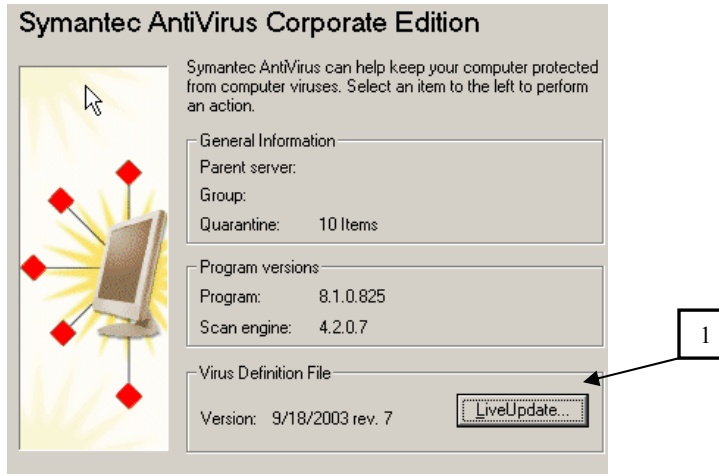 Symantec AntiVirus Corporate Edition
Symantec AntiVirus can help keep your computer protected
from computer viruses. Select an item to the left to perform
an action.
General Information
Parent server:
Group:
Quarantine: 10 Items
Program versions
Program: 8.1.0.825
Scan engine: 4.2.0.7
1
Virus Definition File
Version: 9/18/2003 rev. 7
LiveUpdate...